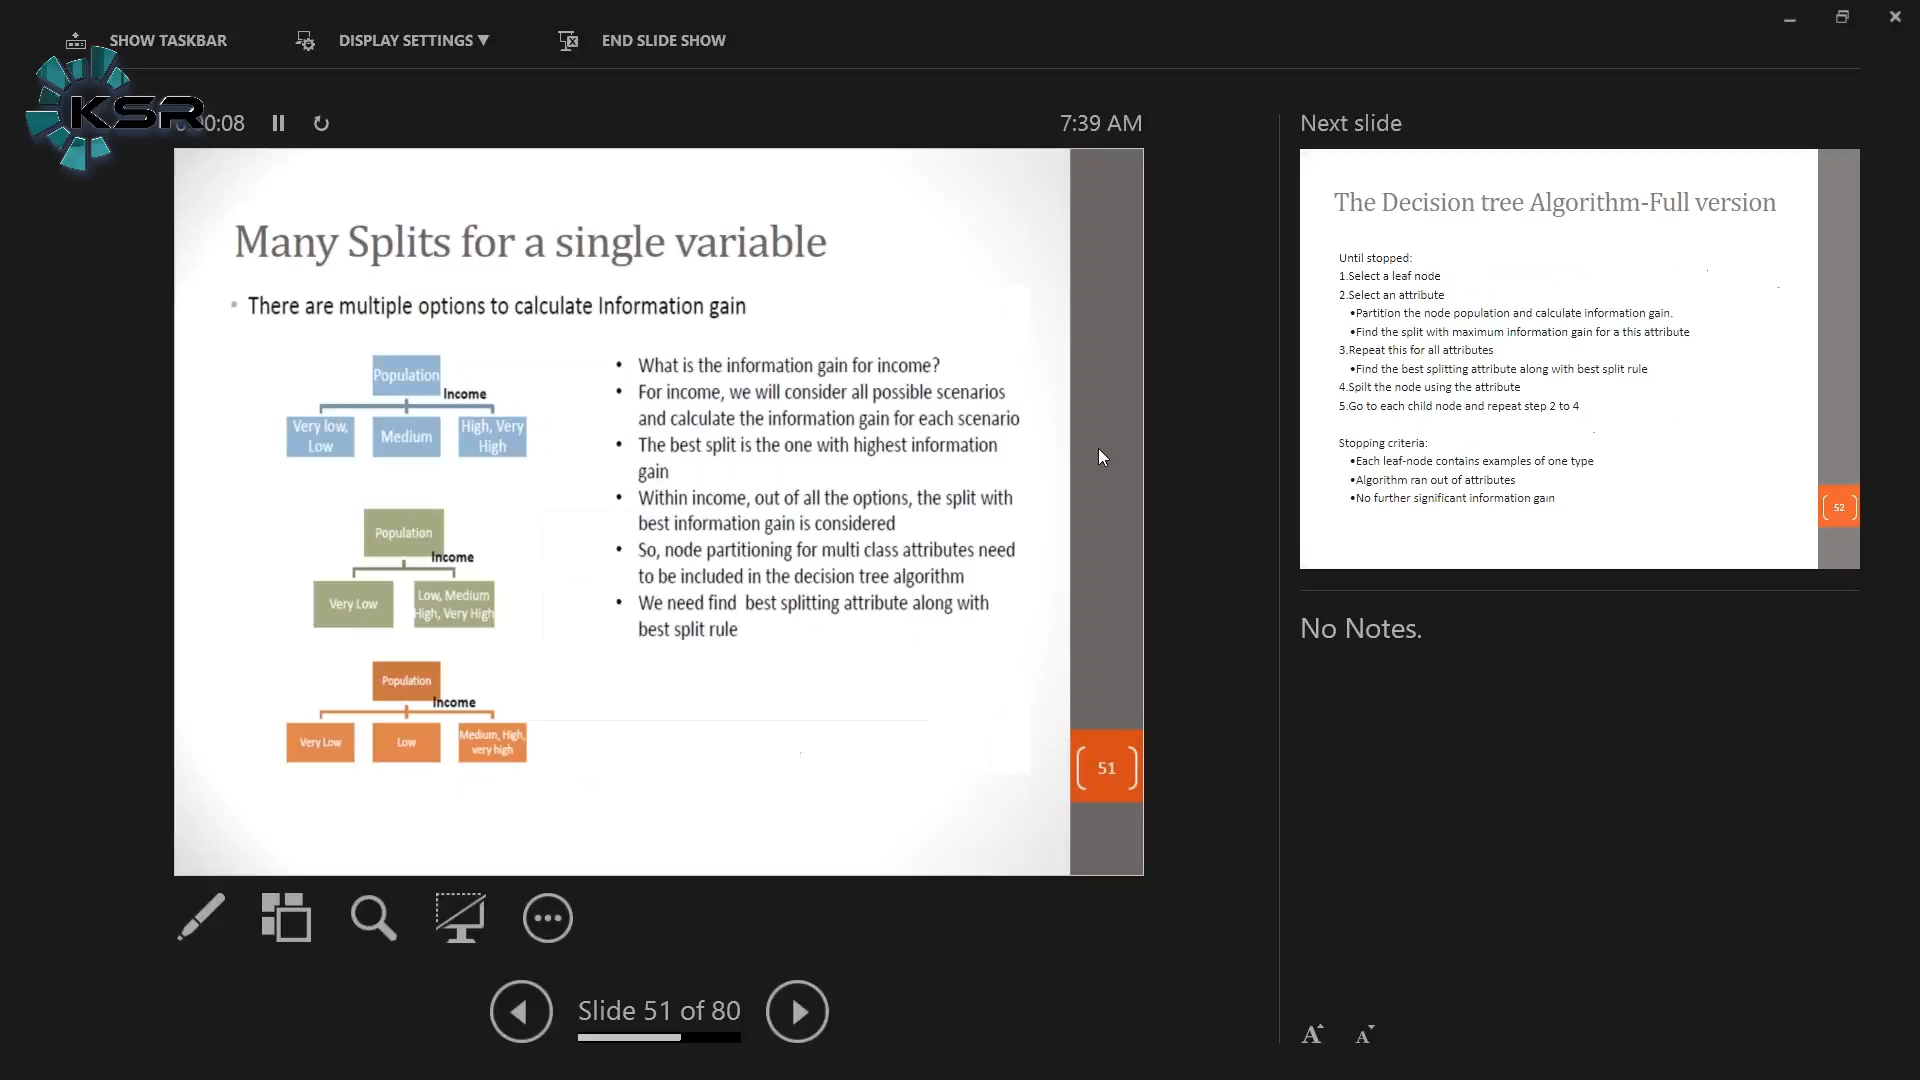 SHOW TASKBAR
DISPLAY SETTINGS ▼
END SLIDE SHOW
KSR
0:08
7:39 AM
Next slide
Many Splits for a single variable
• There are multiple options to calculate Information gain
Population
Income
Very low,
Low
Medium
High, Very
High
Population
Income
Very Low
Low, Medium
High, Very High
Population
Income
Very Low
Low
Medium, High,
very high
• What is the information gain for income?
• For income, we will consider all possible scenarios
and calculate the information gain for each scenario
• The best split is the one with highest information
gain
• Within income, out of all the options, the split with
best information gain is considered
• So, node partitioning for multi class attributes need
to be included in the decision tree algorithm
• We need find best splitting attribute along with
best split rule
51
The Decision tree Algorithm-Full version
Until stopped:
1.Select a leaf node
2.Select an attribute
•Partition the node population and calculate information gain.
•Find the split with maximum information gain for a this attribute
3.Repeat this for all attributes
•Find the best splitting attribute along with best split rule
4.Spilt the node using the attribute
5.Go to each child node and repeat step 2 to 4
Stopping criteria:
•Each leaf-node contains examples of one type
•Algorithm ran out of attributes
•No further significant information gain
52
No Notes.
Slide 51 of 80
A A